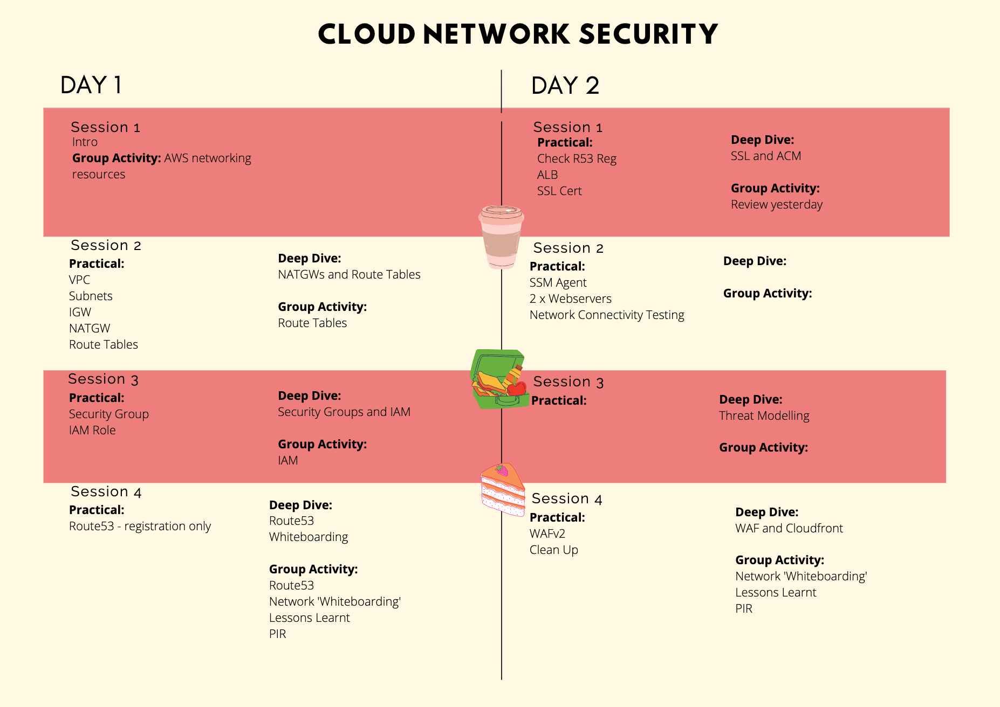 CLOUD NETWORK SECURITY
DAY 1
Session 1
Intro
Group Activity: AWS networking
resources
Session 2
Practical:
VPC
Subnets
IGW
NATGW
Route Tables
Deep Dive:
NATGWs and Route Tables
Group Activity:
Route Tables
Session 3
Practical:
Security Group
IAM Role
Deep Dive:
Security Groups and IAM
Group Activity:
IAM
Session 4
Practical:
Route53 - registration only
Deep Dive:
Route53
Whiteboarding
Group Activity:
Route53
Network 'Whiteboarding'
Lessons Learnt
PIR
DAY 2
Session 1
Practical:
Check R53 Reg
ALB
SSL Cert
Deep Dive:
SSL and ACM
Group Activity:
Review yesterday
Session 2
Practical:
SSM Agent
2 x Webservers
Network Connectivity Testing
Deep Dive:
Group Activity:
Session 3
Practical:
Deep Dive:
Threat Modelling
Group Activity:
Session 4
Practical:
WAFv2
Clean Up
Deep Dive:
WAF and Cloudfront
Group Activity:
Network 'Whiteboarding'
Lessons Learnt
PIR